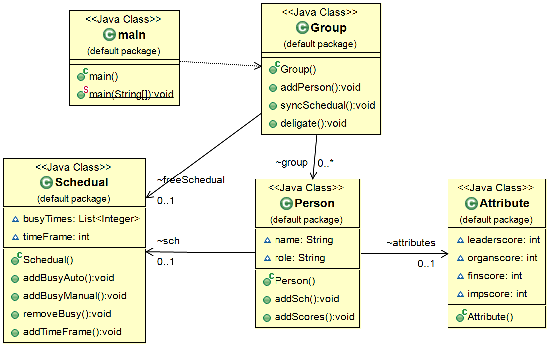 <<Java Class>>
main
(default package)
main()
main(String[]):void
<<Java Class>>
Group
(default package)
Group()
addPerson():void
syncSchedual():void
deligate():void
~freeSchedual
0..1
~group
0..*
<<Java Class>>
Schedual
(default package)
busyTimes: List<Integer>
timeFrame: int
Schedual()
addBusyAuto():void
addBusyManual():void
removeBusy():void
addTimeFrame():void
~sch
0..1
<<Java Class>>
Person
(default package)
name: String
role: String
Person()
addSch():void
addScores():void
~attributes
0..1
<<Java Class>>
Attribute
(default package)
leaderscore: int
organscore: int
finscore: int
impscore: int
Attribute()